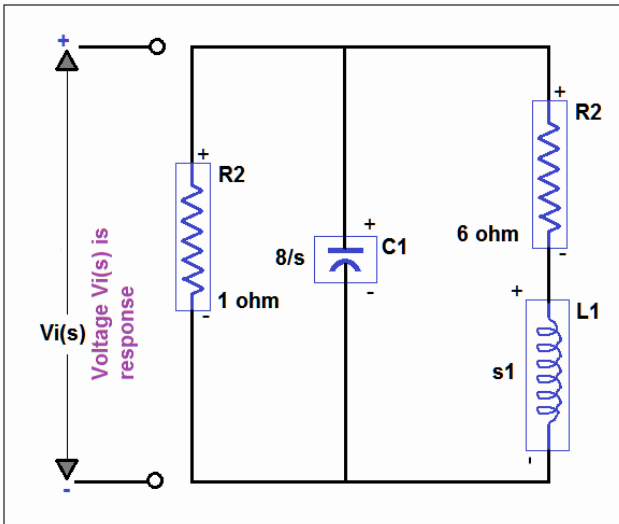 +
+
R2
+
R2
6 ohm
-
+
8/s
C1
-
1 ohm
-
+
L1
s1
-
Vi(s)
Voltage Vi(s) is
response
-